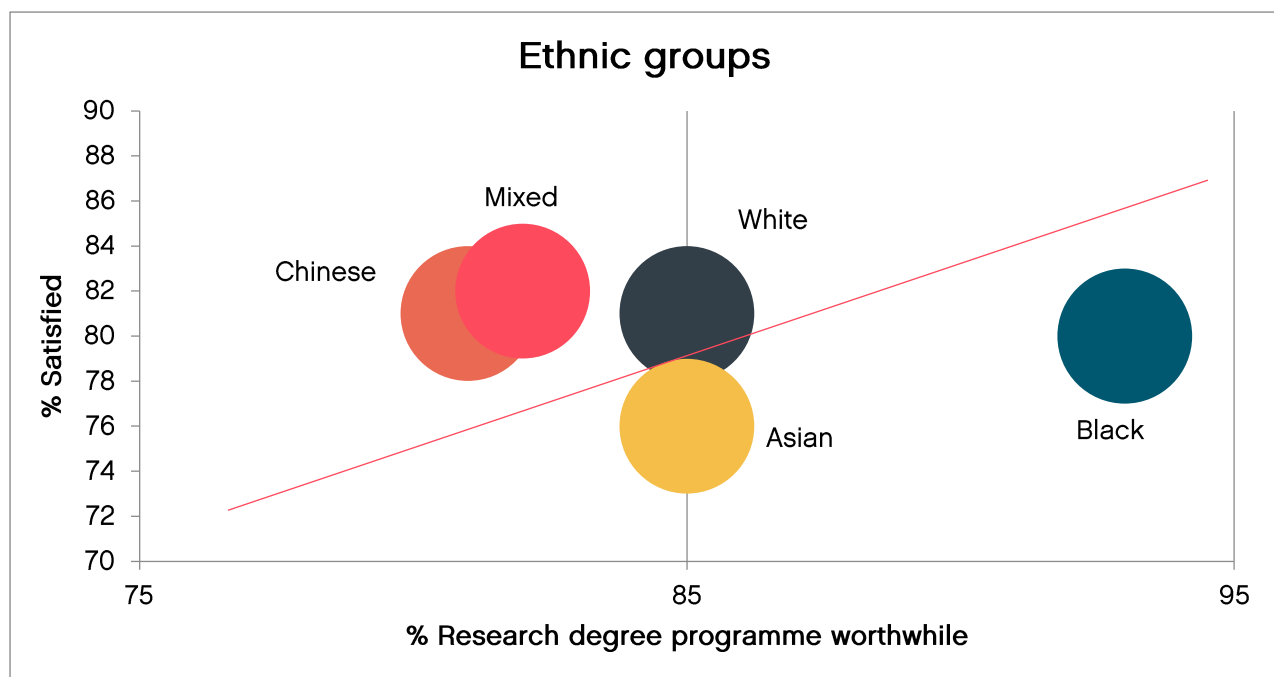 Ethnic groups
90
88
86
84
82
80
78
76
74
72
70
% Satisfied
Mixed
White
Chinese
Asian
Black
75
85
95
% Research degree programme worthwhile